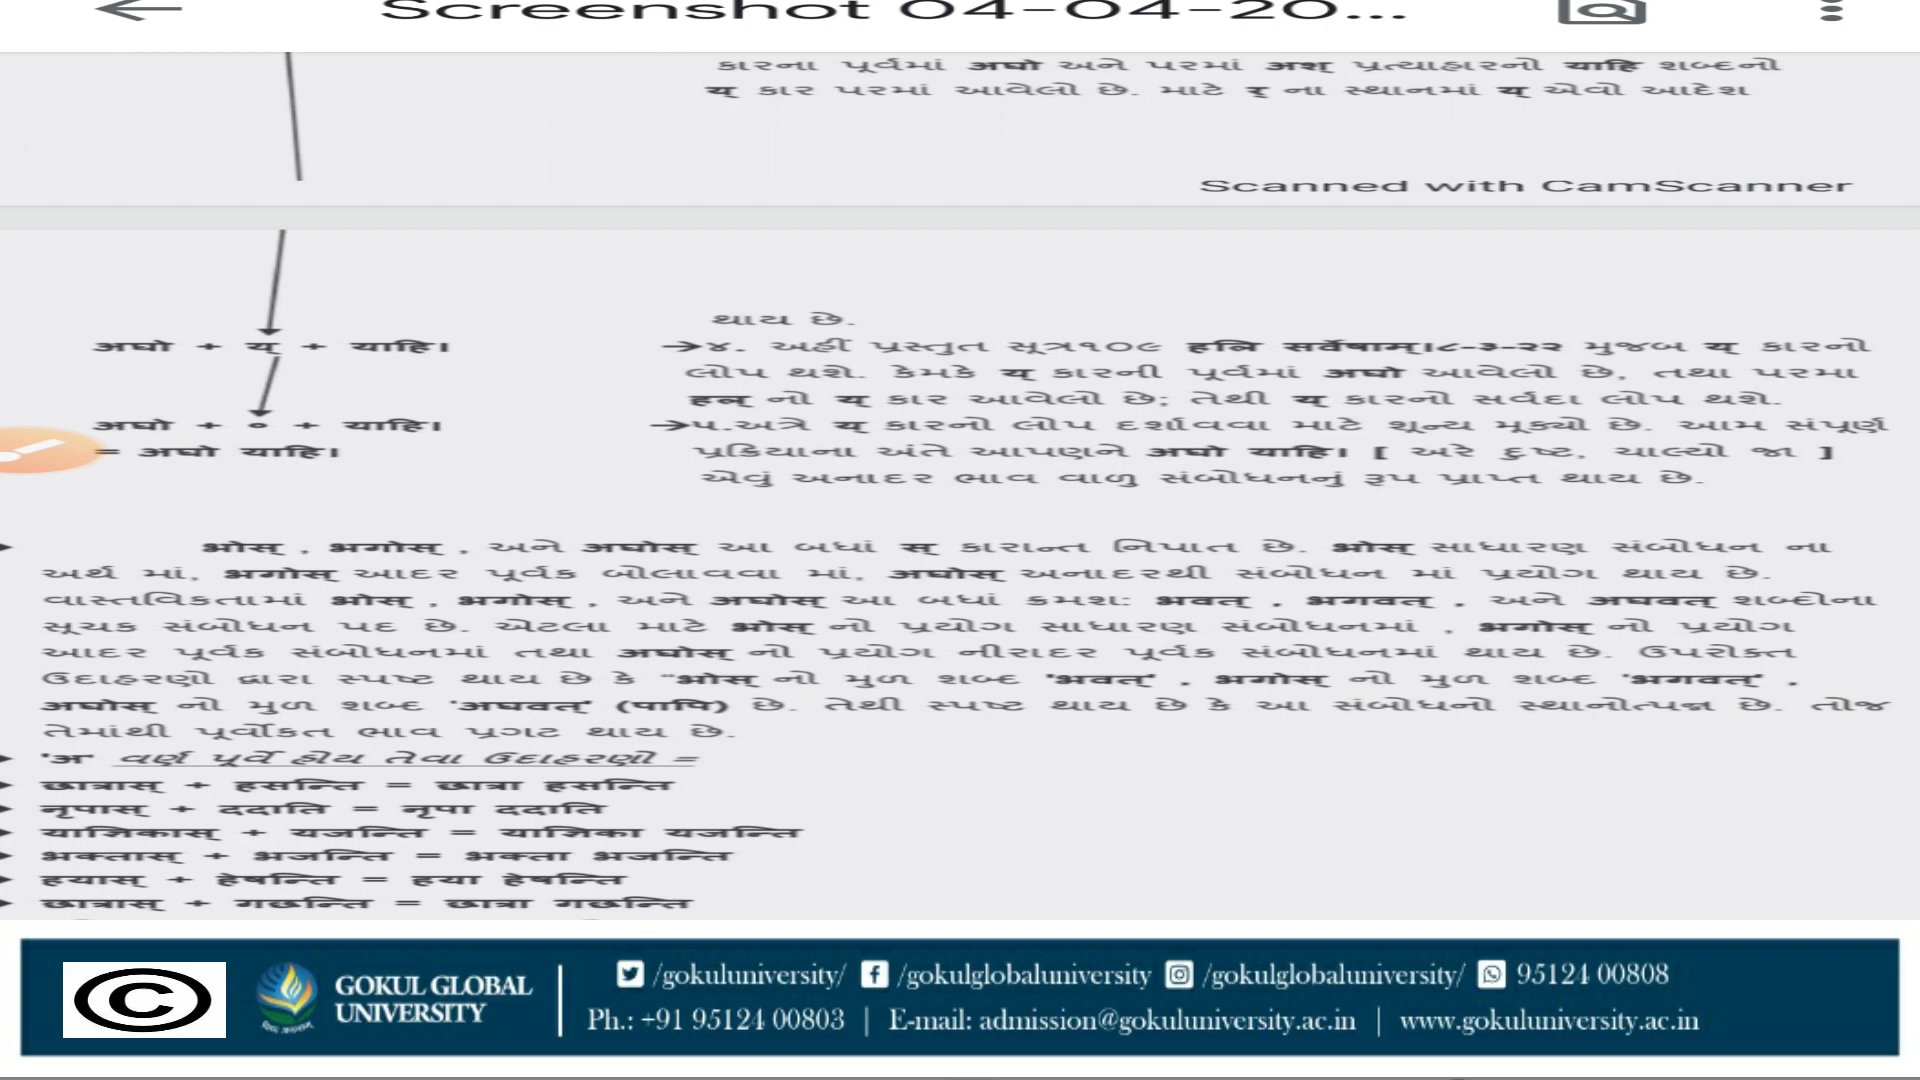 Screenshot 04-04-20...
કારના પૂર્વમાં अघो અને પરમાં अश् પ્રત્યાહારનો याहि શબ્દનો
य् કાર પરમાં આવેલો છે. માટે र् ના સ્થાનમાં य् એવો આદેશ
Scanned with CamScanner
થાય છે.
अघो + य् + याहि।
→૪. અહીં પ્રસ્તુત સૂત્ર૧૦૯ हलि सर्वेषाम्।८-३-२२ મુજબ य् કારનો
લોપ થશે. કેમકે य् કારની પૂર્વમાં अघो આવેલો છે, તથા પરમા
हल् નો य् કાર આવેલો છે; તેથી य् કારનો સર્વદા લોપ થશે.
अघो + ० + याहि।
→૫.અત્રે य् કારનો લોપ દર્શાવવા માટે શૂન્ય મૂક્યો છે. આમ સંપૂર્ણ
= अघो याहि।
પ્રક્રિયાના અંતે આપણને अघो याहि। [ અરે દુષ્ટ, ચાલ્યો જા ]
એવું અનાદર ભાવ વાળુ સંબોધનનું રૂપ પ્રાપ્ત થાય છે.
भोस् , भगोस् , અને अघोस् આ બધાં स् કારાન્ત નિપાત છે. भोस् સાધારણ સંબોધન ના
અર્થ માં, भगोस् આદર પૂર્વક બોલાવવા માં, अघोस् અનાદરથી સંબોધન માં પ્રયોગ થાય છે.
વાસ્તવિકતામાં भोस् , भगोस् , અને अघोस् આ બધાં ક્રમશઃ भवत् , भगवत् , અને अघवत् શબ્દોના
સૂચક સંબોધન પદ છે. એટલા માટે भोस् નો પ્રયોગ સાધારણ સંબોધનમાં , भगोस् નો પ્રયોગ
આદર પૂર્વક સંબોધનમાં તથા अघोस् નો પ્રયોગ નીરાદર પૂર્વક સંબોધનમાં થાય છે. ઉપરોક્ત
ઉદાહરણો દ્વારા સ્પષ્ટ થાય છે કે "भोस् નો મુળ શબ્દ 'भवत्' , भगोस् નો મુળ શબ્દ 'भगवत्' ,
अघोस् નો મુળ શબ્દ 'अघवत्' (પાપિ) છે. તેથી સ્પષ્ટ થાય છે કે આ સંબોધનો સ્થાનોત્પન્ન છે. તોજ
તેમાંથી પૂર્વોકત ભાવ પ્રગટ થાય છે.
'अ' વર્ણ પૂર્વે હોય તેવા ઉદાહરણો =
छात्रास् + हसन्ति = छात्रा हसन्ति
नृपास् + ददाति = नृपा ददाति
याज्ञिकास् + यजन्ति = याज्ञिका यजन्ति
भक्तास् + भजन्ति = भक्ता भजन्ति
हयास् + हेषन्ति = हया हेषन्ति
छात्रास् + गछन्ति = छात्रा गछन्ति
GOKUL GLOBAL
UNIVERSITY
/gokuluniversity/ /gokulglobaluniversity /gokulglobaluniversity/ 95124 00808
Ph.: +91 95124 00803 | E-mail: admission@gokuluniversity.ac.in | www.gokuluniversity.ac.in